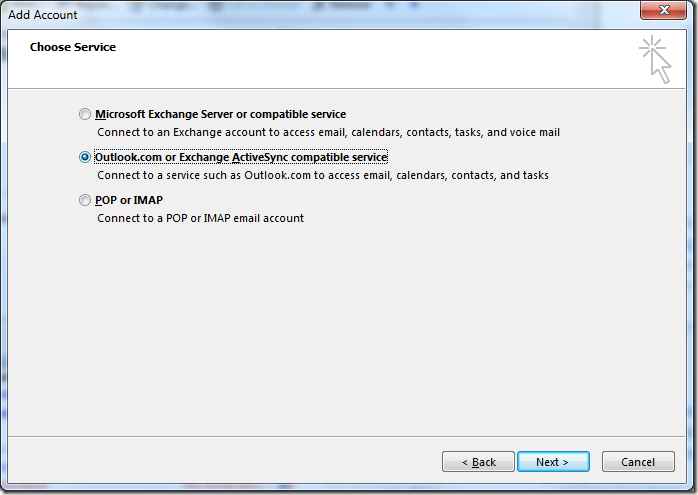 Add Account
Choose Service
Microsoft Exchange Server or compatible service
Connect to an Exchange account to access email, calendars, contacts, tasks, and voice mail
Outlook.com or Exchange ActiveSync compatible service
Connect to a service such as Outlook.com to access email, calendars, contacts, and tasks
POP or IMAP
Connect to a POP or IMAP email account
< Back
Next >
Cancel